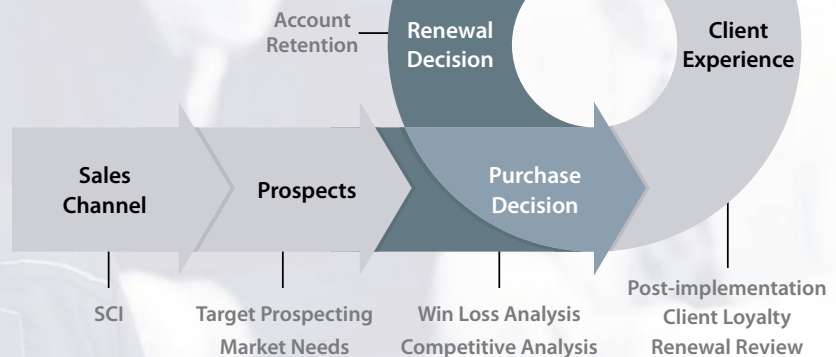 Account
Retention
Renewal
Decision
Client
Experience
Sales
Channel
Prospects
Purchase
Decision
SCI
Target Prospecting
Market Needs
Win Loss Analysis
Competitive Analysis
Post-implementation
Client Loyalty
Renewal Review